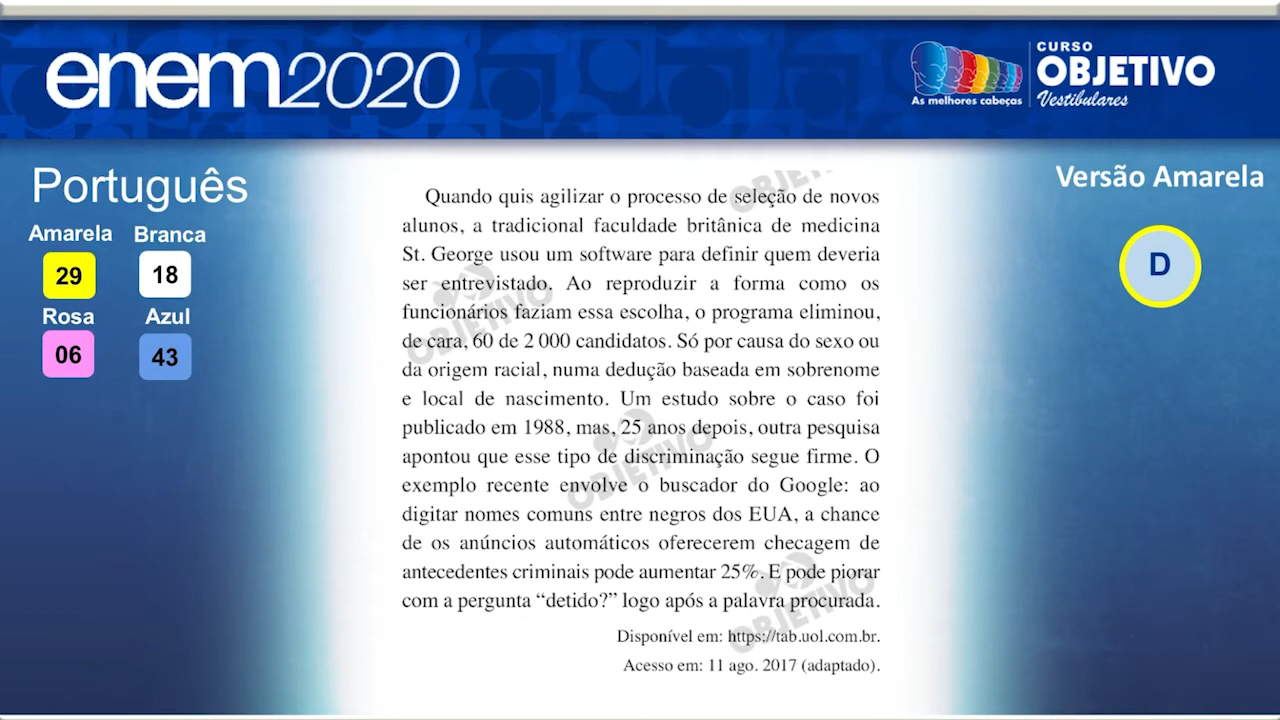 enem2020
As melhores cabeças
CURSO
OBJETIVO
Vestibulares
Português
Amarela
Branca
29
18
Rosa
Azul
06
43
Versão Amarela
D
Quando quis agilizar o processo de seleção de novos
alunos, a tradicional faculdade britânica de medicina
St. George usou um software para definir quem deveria
ser entrevistado. Ao reproduzir a forma como os
funcionários faziam essa escolha, o programa eliminou,
de cara, 60 de 2 000 candidatos. Só por causa do sexo ou
da origem racial, numa dedução baseada em sobrenome
e local de nascimento. Um estudo sobre o caso foi
publicado em 1988, mas, 25 anos depois, outra pesquisa
apontou que esse tipo de discriminação segue firme. O
exemplo recente envolve o buscador do Google: ao
digitar nomes comuns entre negros dos EUA, a chance
de os anúncios automáticos oferecerem checagem de
antecedentes criminais pode aumentar 25%. E pode piorar
com a pergunta “detido?” logo após a palavra procurada.
Disponível em: https://tab.uol.com.br.
Acesso em: 11 ago. 2017 (adaptado).
OBJETIVO
OBJETIVO
OBJETIVO